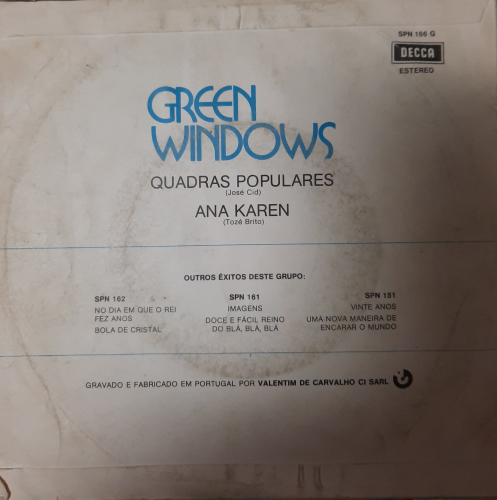 SPN 166 G
DECCA
ESTEREO
GREEN
WINDOWS
QUADRAS POPULARES
(José Cid)
ANA KAREN
(Tozé Brito)
OUTROS ÊXITOS DESTE GRUPO:
SPN 162
NO DIA EM QUE O REI
FEZ ANOS
BOLA DE CRISTAL
SPN 161
IMAGENS
DOCE E FÁCIL REINO
DO BLÁ, BLÁ, BLÁ
SPN 151
VINTE ANOS
UMA NOVA MANEIRA DE
ENCARAR O MUNDO
GRAVADO E FABRICADO EM PORTUGAL POR VALENTIM DE CARVALHO CI SARL